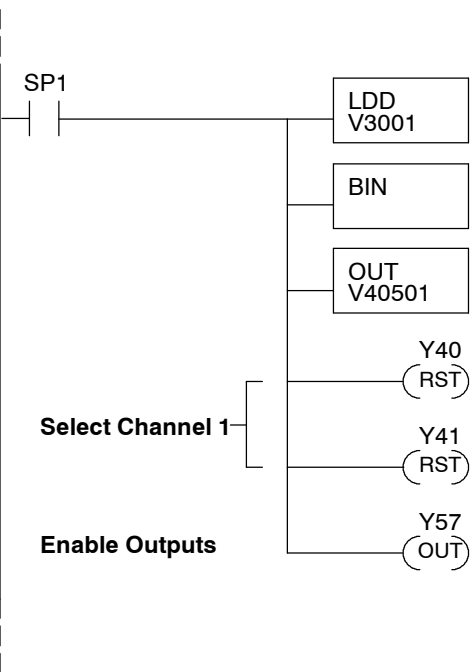 SP1
LDD
V3001
BIN
OUT
V40501
Y40
RST
Select Channel 1
Y41
RST
Y57
Enable Outputs
OUT